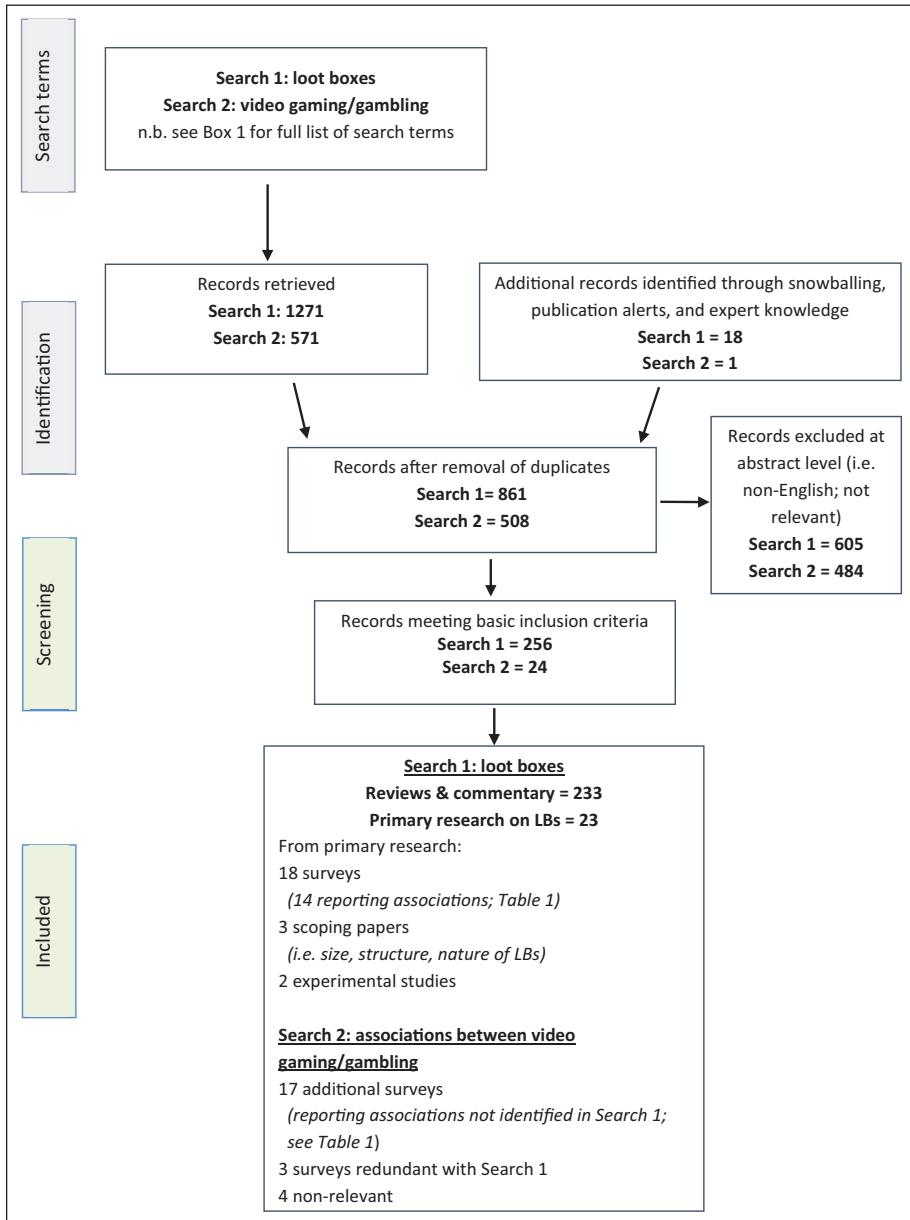 Search terms
Search 1: loot boxes
Search 2: video gaming/gambling
n.b. see Box 1 for full list of search terms
Identification
Records retrieved
Search 1: 1271
Search 2: 571
Additional records identified through snowballing,
publication alerts, and expert knowledge
Search 1 = 18
Search 2 = 1
Records after removal of duplicates
Search 1= 861
Search 2 = 508
Records excluded at
abstract level (i.e.
non-English; not
relevant)
Search 1 = 605
Search 2 = 484
Screening
Records meeting basic inclusion criteria
Search 1 = 256
Search 2 = 24
Included
Search 1: loot boxes
Reviews & commentary = 233
Primary research on LBs = 23
From primary research:
18 surveys
(14 reporting associations; Table 1)
3 scoping papers
(i.e. size, structure, nature of LBs)
2 experimental studies
Search 2: associations between video
gaming/gambling
17 additional surveys
(reporting associations not identified in Search 1;
see Table 1)
3 surveys redundant with Search 1
4 non-relevant